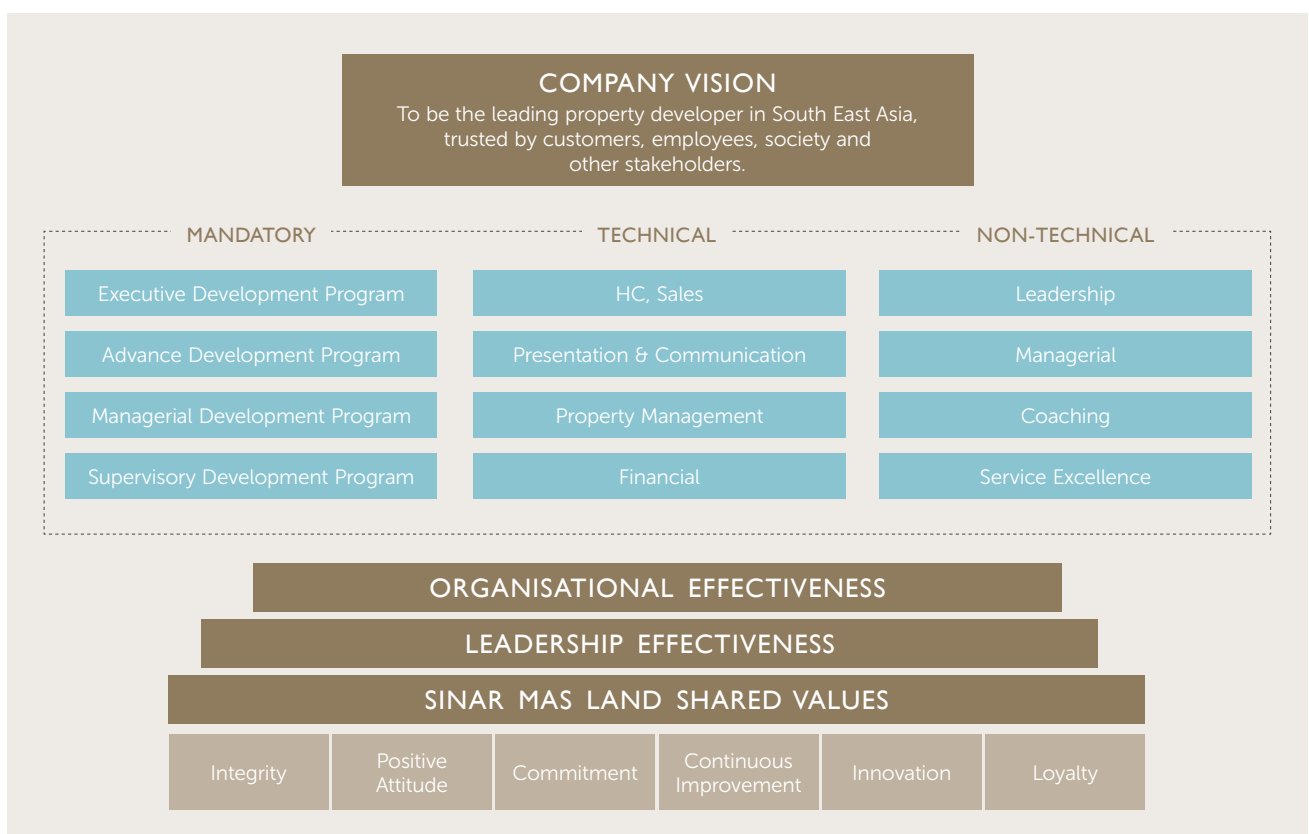 COMPANY VISION
To be the leading property developer in South East Asia,
trusted by customers, employees, society and
other stakeholders.
MANDATORY
Executive Development Program
Advance Development Program
Managerial Development Program
Supervisory Development Program
TECHNICAL
HC, Sales
Presentation & Communication
Property Management
Financial
NON-TECHNICAL
Leadership
Managerial
Coaching
Service Excellence
ORGANISATIONAL EFFECTIVENESS
LEADERSHIP EFFECTIVENESS
SINAR MAS LAND SHARED VALUES
Integrity
Positive
Attitude
Commitment
Continuous
Improvement
Innovation
Loyalty